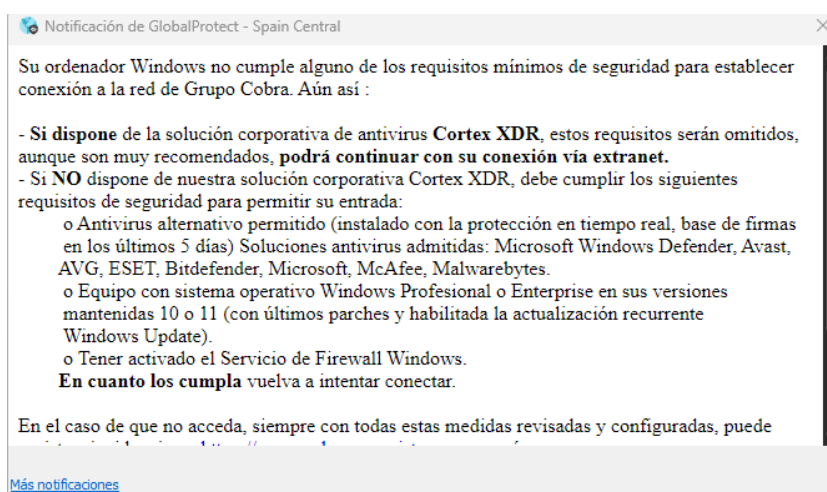 Notificación de GlobalProtect - Spain Central
Su ordenador Windows no cumple alguno de los requisitos mínimos de seguridad para establecer
conexión a la red de Grupo Cobra. Aún así :
- Si dispone de la solución corporativa de antivirus Cortex XDR, estos requisitos serán omitidos,
aunque son muy recomendados, podrá continuar con su conexión vía extranet.
- Si NO dispone de nuestra solución corporativa Cortex XDR, debe cumplir los siguientes
requisitos de seguridad para permitir su entrada:
o Antivirus alternativo permitido (instalado con la protección en tiempo real, base de firmas
en los últimos 5 días) Soluciones antivirus admitidas: Microsoft Windows Defender, Avast,
AVG, ESET, Bitdefender, Microsoft, McAfee, Malwarebytes.
o Equipo con sistema operativo Windows Profesional o Enterprise en sus versiones
mantenidas 10 o 11 (con últimos parches y habilitada la actualización recurrente
Windows Update).
o Tener activado el Servicio de Firewall Windows.
En cuanto los cumpla vuelva a intentar conectar.
En el caso de que no acceda, siempre con todas estas medidas revisadas y configuradas, puede
Más notificaciones